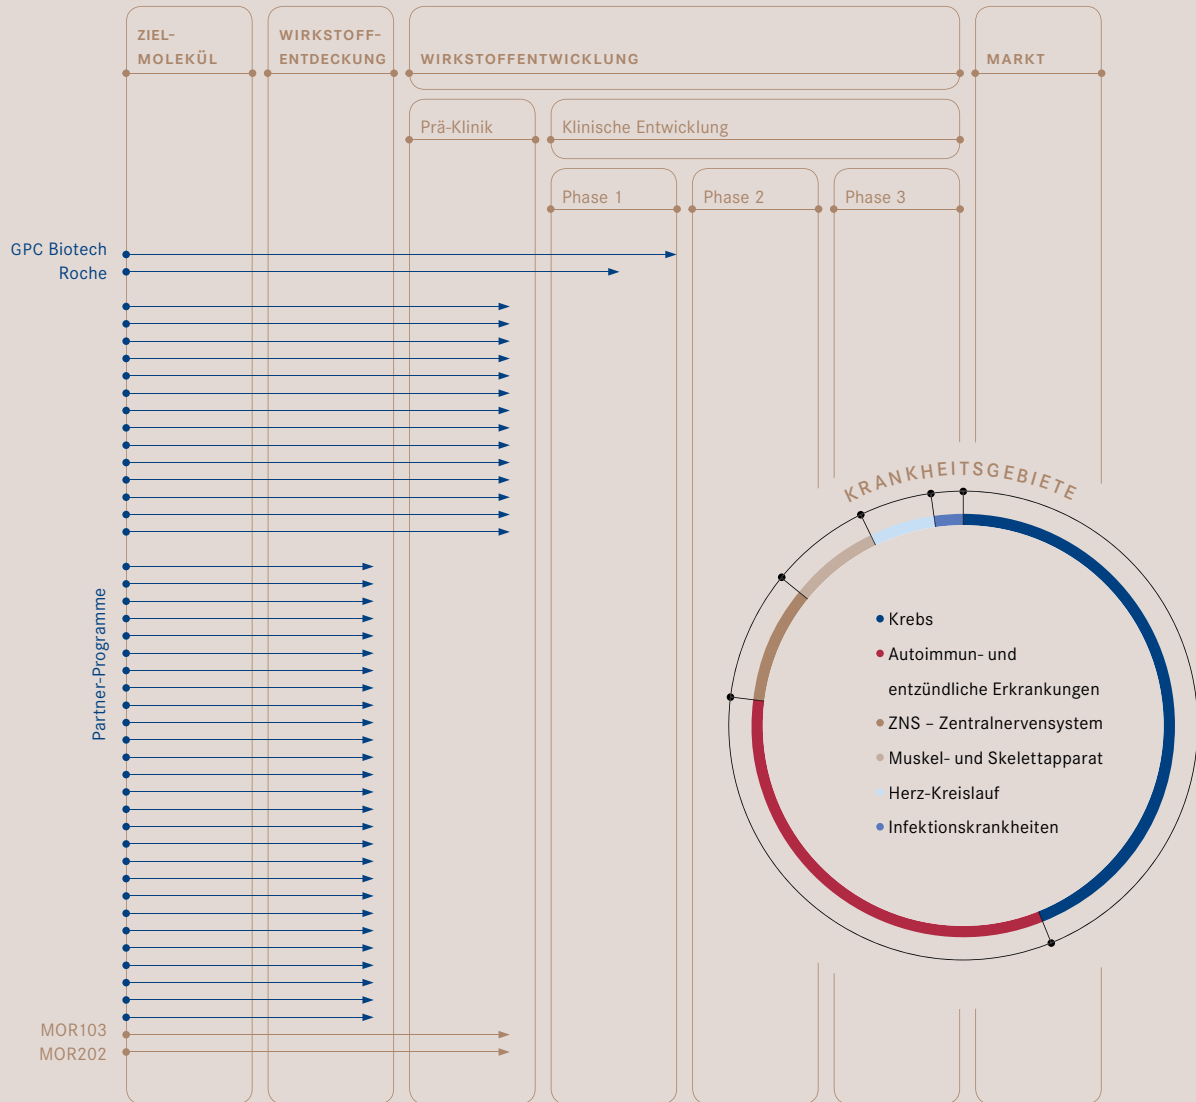 ZIEL-
MOLEKÜL
WIRKSTOFF-
ENTDECKUNG
WIRKSTOFFENTWICKLUNG
MARKT
Prä-Klinik
Klinische Entwicklung
Phase 1
Phase 2
Phase 3
GPC Biotech
Roche
Partner-Programme
KRANKHEITSGEBIETE
Krebs
Autoimmun- und
entzündliche Erkrankungen
ZNS – Zentralnervensystem
Muskel- und Skelettapparat
Herz-Kreislauf
Infektionskrankheiten
MOR103
MOR202